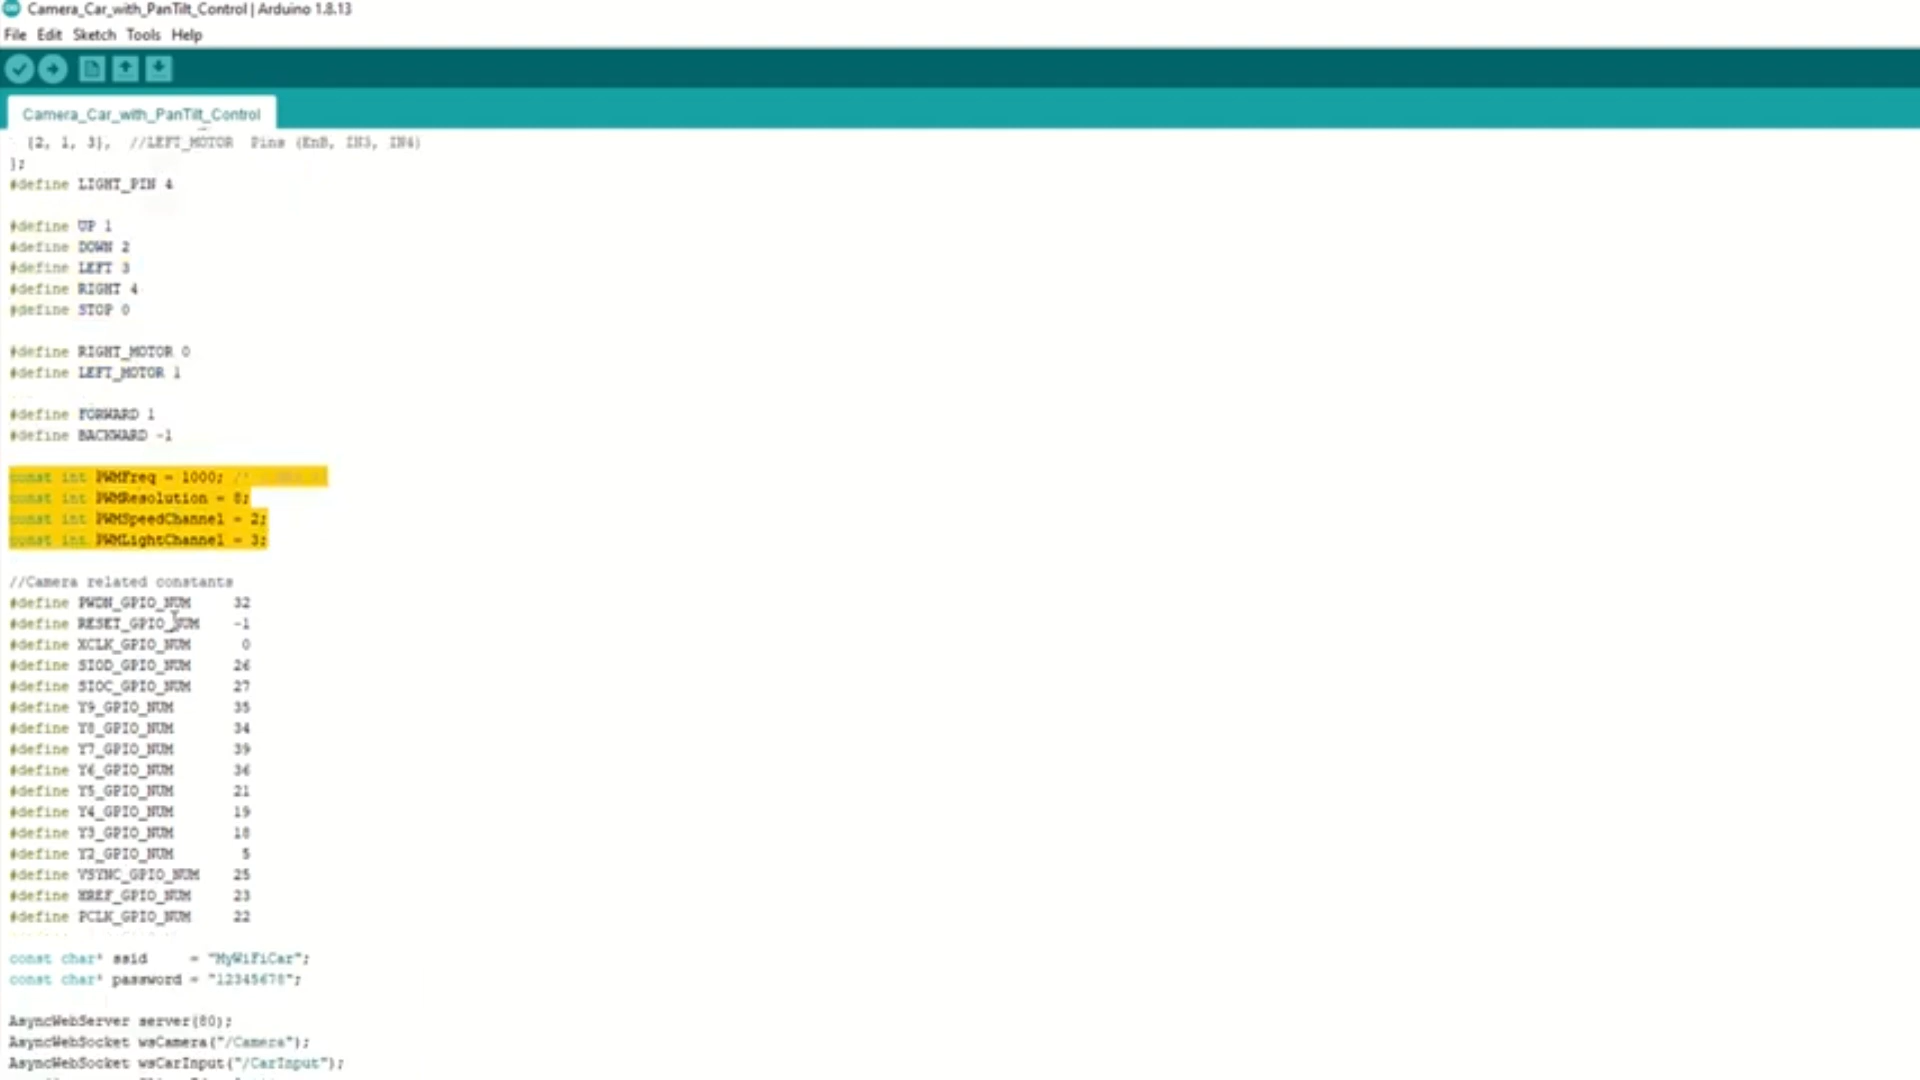 Camera_Car_with_PanTilt_Control | Arduino 1.8.13
File Edit Sketch Tools Help
Camera_Car_with_PanTilt_Control
{2, 1, 3}, //LEFT_MOTOR Pins (EnB, IN3, IN4)
};
#define LIGHT_PIN 4
#define UP 1
#define DOWN 2
#define LEFT 3
#define RIGHT 4
#define STOP 0
#define RIGHT_MOTOR 0
#define LEFT_MOTOR 1
#define FORWARD 1
#define BACKWARD -1
const int PWMFreq = 1000; /*
const int PWMResolution = 8;
const int PWMSpeedChannel = 2;
const int PWMLightChannel = 3;
//Camera related constants
#define PWDN_GPIO_NUM 32
#define RESET_GPIO_NUM -1
#define XCLK_GPIO_NUM 0
#define SIOD_GPIO_NUM 26
#define SIOC_GPIO_NUM 27
#define Y9_GPIO_NUM 35
#define Y8_GPIO_NUM 34
#define Y7_GPIO_NUM 39
#define Y6_GPIO_NUM 36
#define Y5_GPIO_NUM 21
#define Y4_GPIO_NUM 19
#define Y3_GPIO_NUM 18
#define Y2_GPIO_NUM 5
#define VSYNC_GPIO_NUM 25
#define HREF_GPIO_NUM 23
#define PCLK_GPIO_NUM 22
const char* ssid = "MyWiFiCar";
const char* password = "12345678";
AsyncWebServer server(80);
AsyncWebSocket wsCamera("/Camera");
AsyncWebSocket wsCarInput("/CarInput");